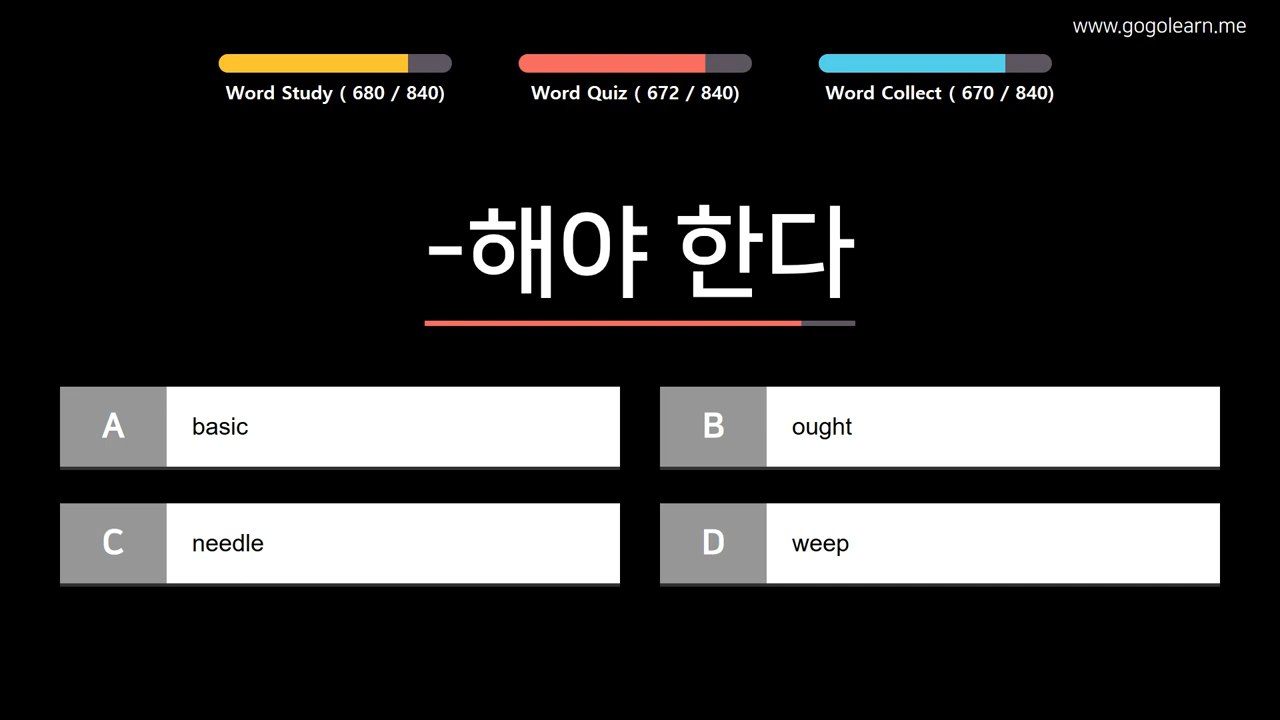 www.gogolearn.me
Word Study ( 680 / 840)
Word Quiz ( 672 / 840)
Word Collect ( 670 / 840)
-해야 한다
A basic
B ought
C needle
D weep